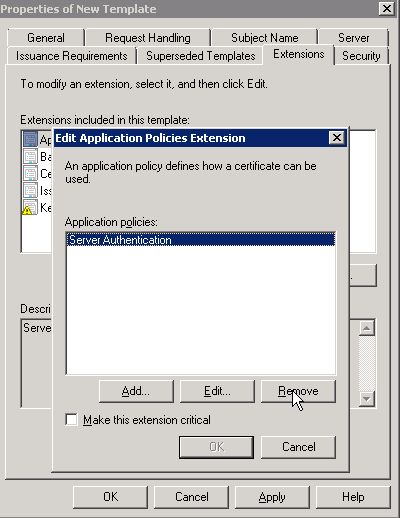 Properties of New Template
General
Request Handling
Subject Name
Server
Issuance Requirements
Superseded Templates
Extensions
Security
To modify an extension, select it, and then click Edit.
Extensions included in this template:
Ap
Ba
Ce
Iss
Ke
Edit Application Policies Extension
An application policy defines how a certificate can be
used.
Application policies:
Server Authentication
Descri
Serve
Add...
Edit...
Remove
Make this extension critical
OK
Cancel
OK
Cancel
Apply
Help